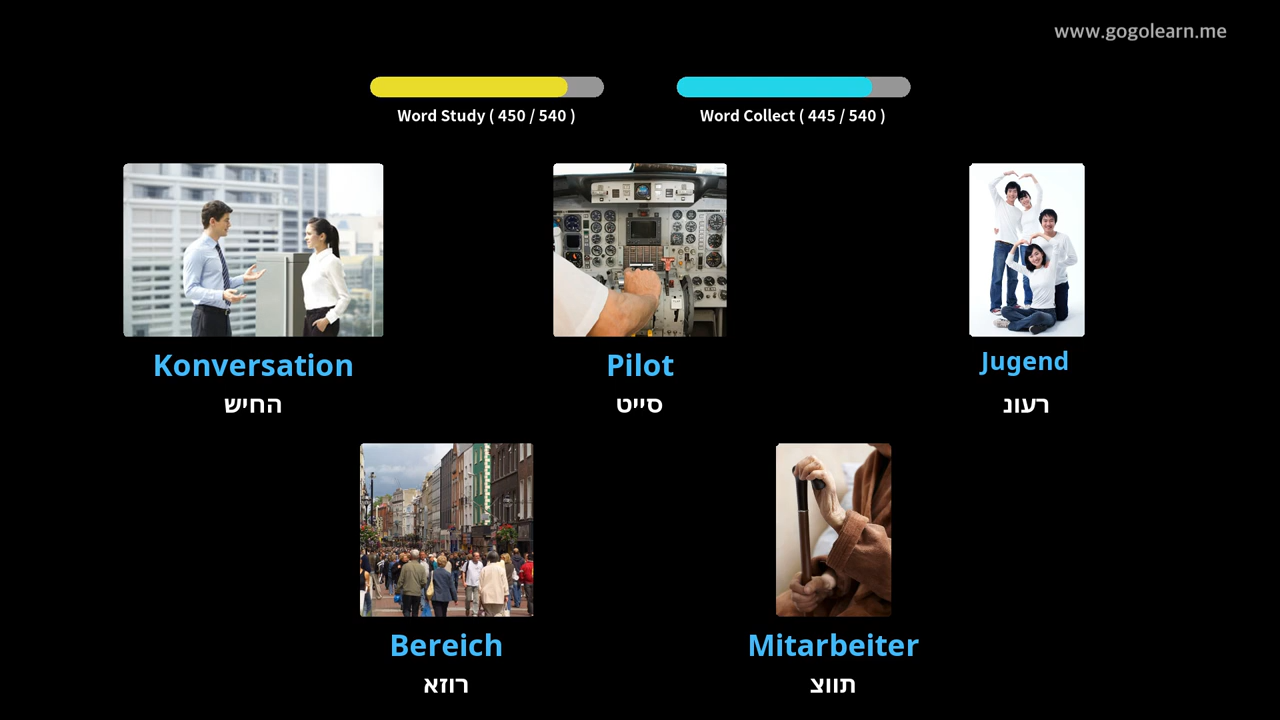 www.gogolearn.me
Word Study ( 450 / 540 )
Word Collect ( 445 / 540 )
Konversation
החיש
Pilot
סייט
Jugend
רעונ
Bereich
רוזא
Mitarbeiter
תווצ